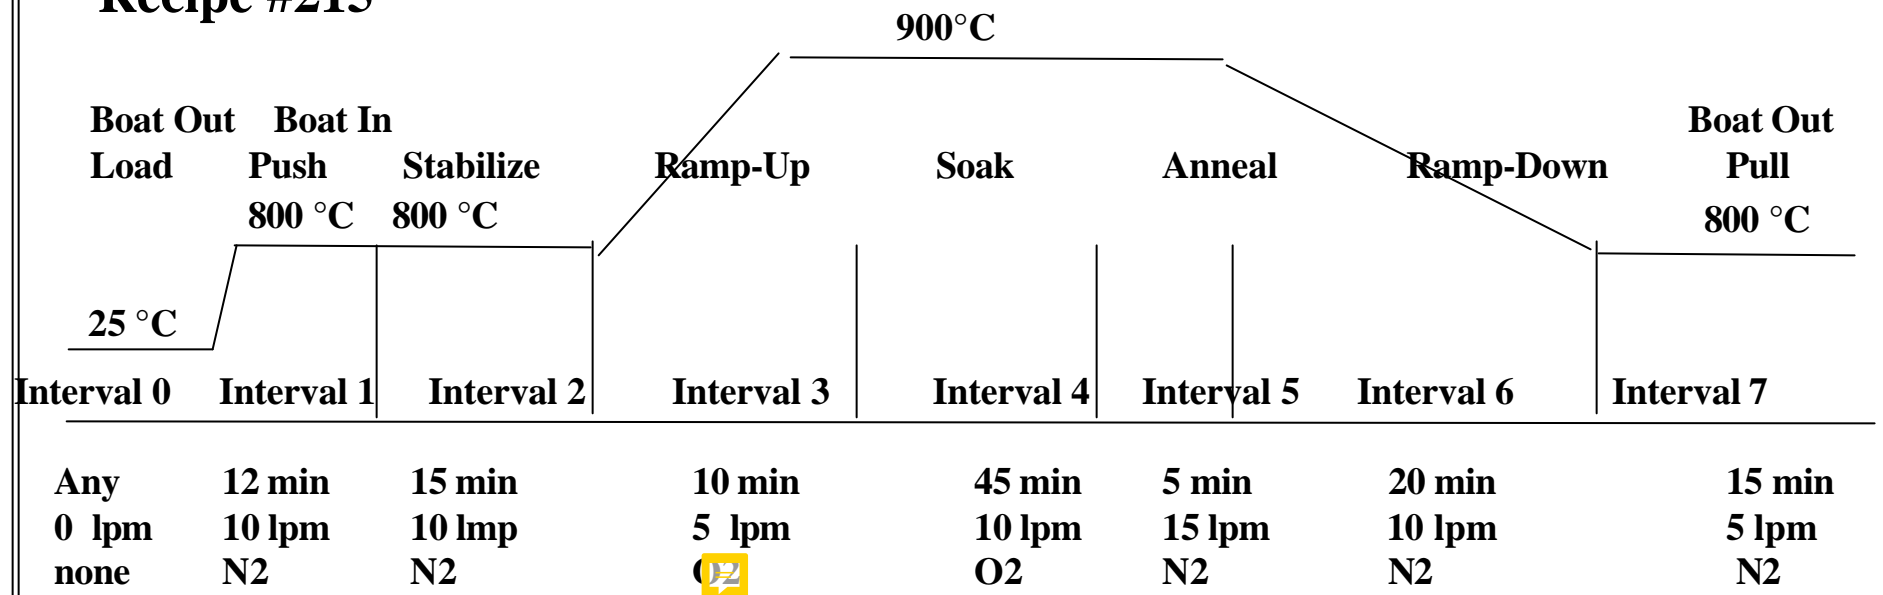 Recipe #215
900°C
Boat Out Boat In Boat Out
Load Push Stabilize Ramp-Up Soak Anneal Ramp-Down Pull
800 °C 800 °C 800 °C
25 °C
Interval 0 Interval 1 Interval 2 Interval 3 Interval 4 Interval 5 Interval 6 Interval 7
Any 12 min 15 min 10 min 45 min 5 min 20 min 15 min
0 lpm 10 lpm 10 lmp 5 lpm 10 lpm 15 lpm 10 lpm 5 lpm
none N2 N2 O2 O2 N2 N2 N2